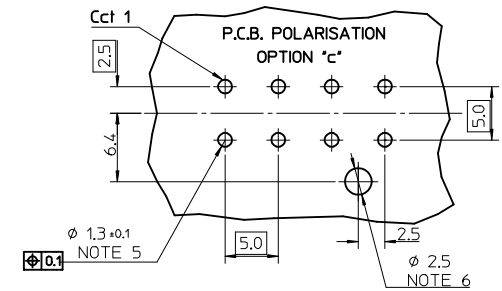 Cct 1
P.C.B. POLARISATION
OPTION "c"
2.5
5.0
6.4
ø 1.3 ±0.1
NOTE 5
⌖ 0.1
5.0
2.5
ø 2.5
NOTE 6